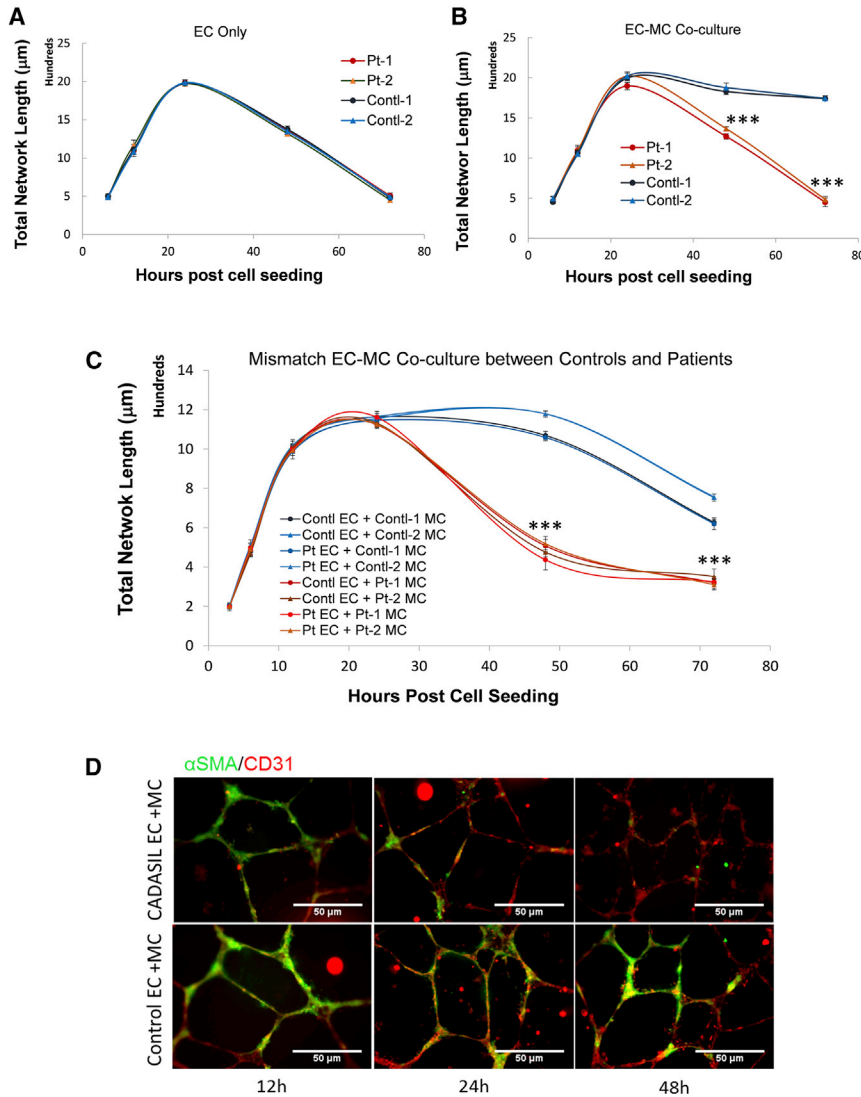 A
EC Only
Total Network Length (μm)
Hundreds
25
20
15
10
5
0
0 20 40 60 80
Hours post cell seeding
Pt-1
Pt-2
Contl-1
Contl-2
B
EC-MC Co-culture
Total Networ Length (μm)
Hundreds
25
20
15
10
5
0
0 20 40 60 80
Hours post cell seeding
Pt-1
Pt-2
Contl-1
Contl-2
***
***
C
Mismatch EC-MC Co-culture between Controls and Patients
Total Netwok Length (μm)
Hundreds
14
12
10
8
6
4
2
0
0 10 20 30 40 50 60 70 80
Hours Post Cell Seeding
Contl EC + Contl-1 MC
Contl EC + Contl-2 MC
Pt EC + Contl-1 MC
Pt EC + Contl-2 MC
Contl EC + Pt-1 MC
Contl EC + Pt-2 MC
Pt EC + Pt-1 MC
Pt EC + Pt-2 MC
***
***
D
αSMA/CD31
CADASIL EC +MC
50 μm
50 μm
50 μm
Control EC +MC
50 μm
50 μm
50 μm
12h 24h 48h